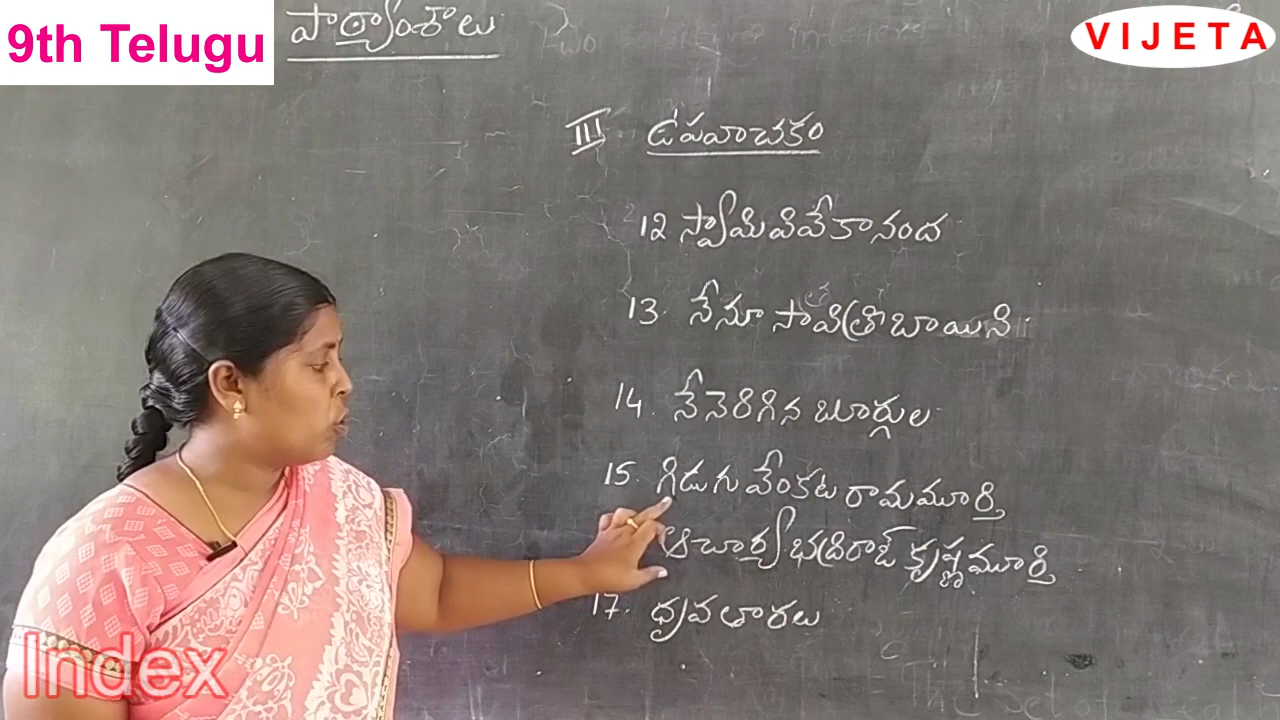 9th Telugu
పాఠ్యాంశాలు
VIJETA
III ఉపవాచకం
12 స్వామి వివేకానంద
13. నేనూ సావిత్రిబాయిని
14. నేనెరిగిన బూర్గుల
15. గిడుగు వేంకట రామమూర్తి
ఆచార్య భద్రిరాజ్ కృష్ణమూర్తి
17. ధ్రువతారలు
Index